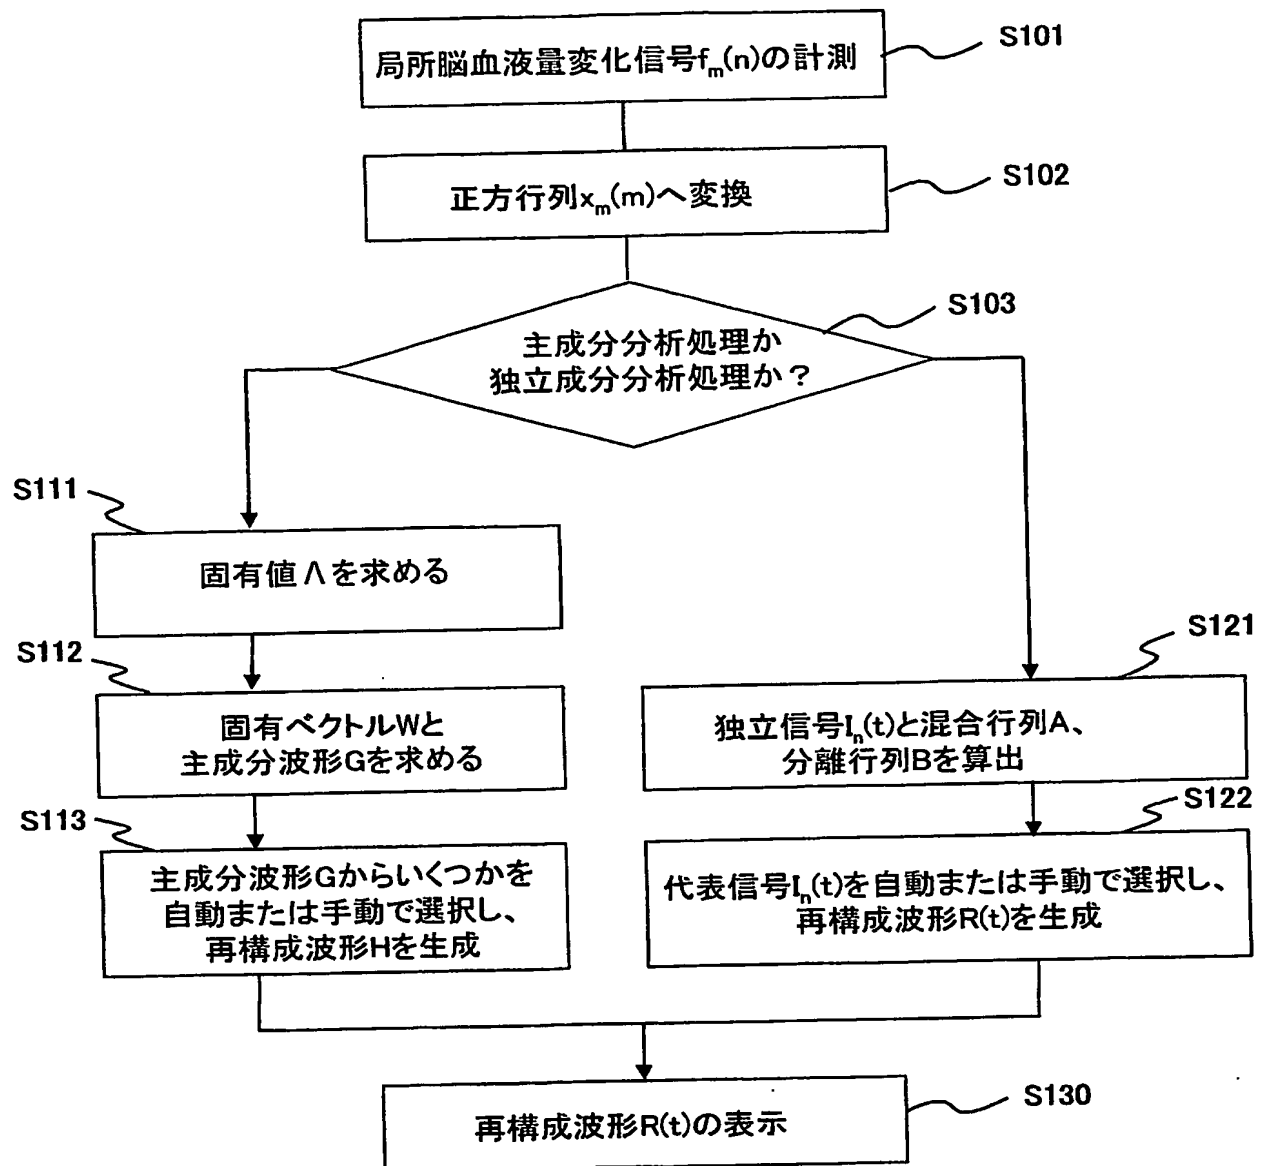 局所脳血液量変化信号fm(n)の計測
S101
正方行列xm(m)へ変換
S102
主成分分析処理か
独立成分分析処理か？
S103
S111
固有値Λを求める
S112
固有ベクトルWと
主成分波形Gを求める
S113
主成分波形Gからいくつかを
自動または手動で選択し、
再構成波形Hを生成
S121
独立信号In(t)と混合行列A、
分離行列Bを算出
S122
代表信号In(t)を自動または手動で選択し、
再構成波形R(t)を生成
再構成波形R(t)の表示
S130